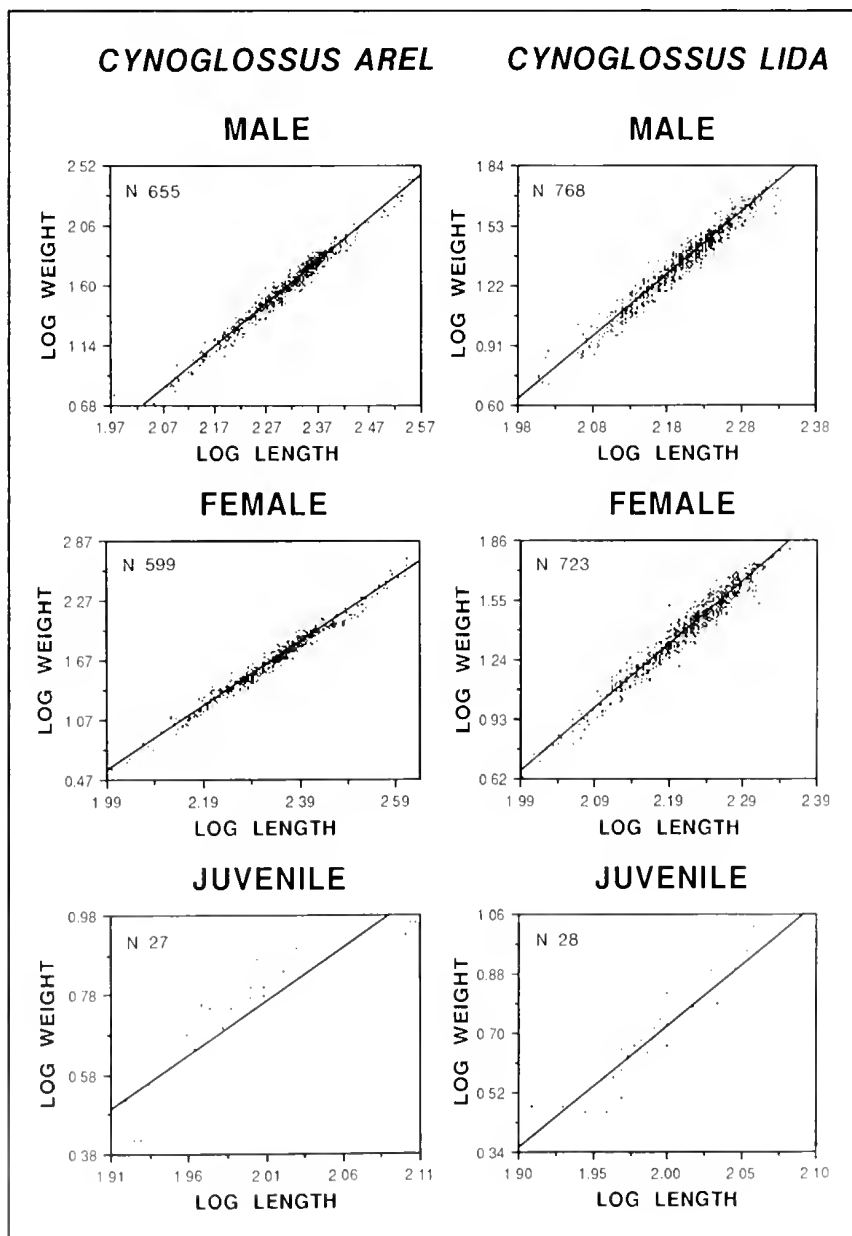 CYNOGLOSSUS AREL
CYNOGLOSSUS LIDA
MALE
N 655
LOG WEIGHT
2 52
2 06
1 60
1 14
0 68
1.97 2 07 2 17 2.27 2.37 2 47 2 57
LOG LENGTH
MALE
N 768
LOG WEIGHT
1 84
1 53
1 22
0.91
0 60
1 98 2 08 2 18 2 28 2 38
LOG LENGTH
FEMALE
N 599
LOG WEIGHT
2 87
2 27
1 67
1 07
0 47
1 99 2.19 2.39 2 59
LOG LENGTH
FEMALE
N 723
LOG WEIGHT
1 86
1 55
1 24
0 93
0 62
1 99 2 09 2 19 2 29 2 39
LOG LENGTH
JUVENILE
N 27
LOG WEIGHT
0 98
0 78
0 58
0 38
1 91 1 96 2.01 2 06 2 11
LOG LENGTH
JUVENILE
N 28
LOG WEIGHT
1 06
0 88
0 70
0 52
0 34
1 90 1.95 2.00 2 05 2 10
LOG LENGTH